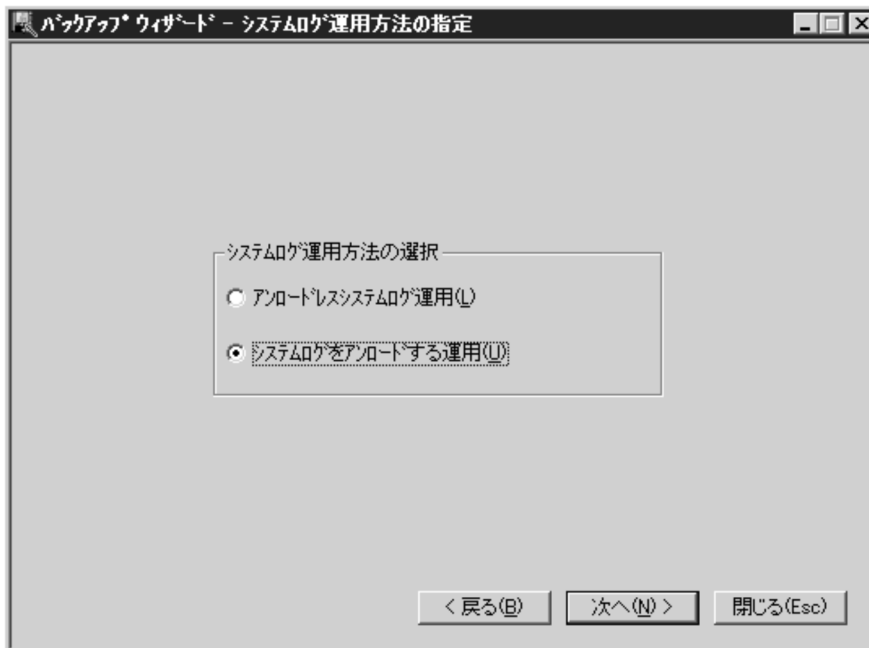 ﾊﾞｯｸｱｯﾌﾟ ｳｨｻﾞｰﾄﾞ - ｼｽﾃﾑﾛｸﾞ運用方法の指定
ｼｽﾃﾑﾛｸﾞ運用方法の選択
ｱﾝﾛｰﾄﾞﾚｽｼｽﾃﾑﾛｸﾞ運用(L)
ｼｽﾃﾑﾛｸﾞをｱﾝﾛｰﾄﾞする運用(U)
< 戻る(B) 次へ(N) > 閉じる(Esc)